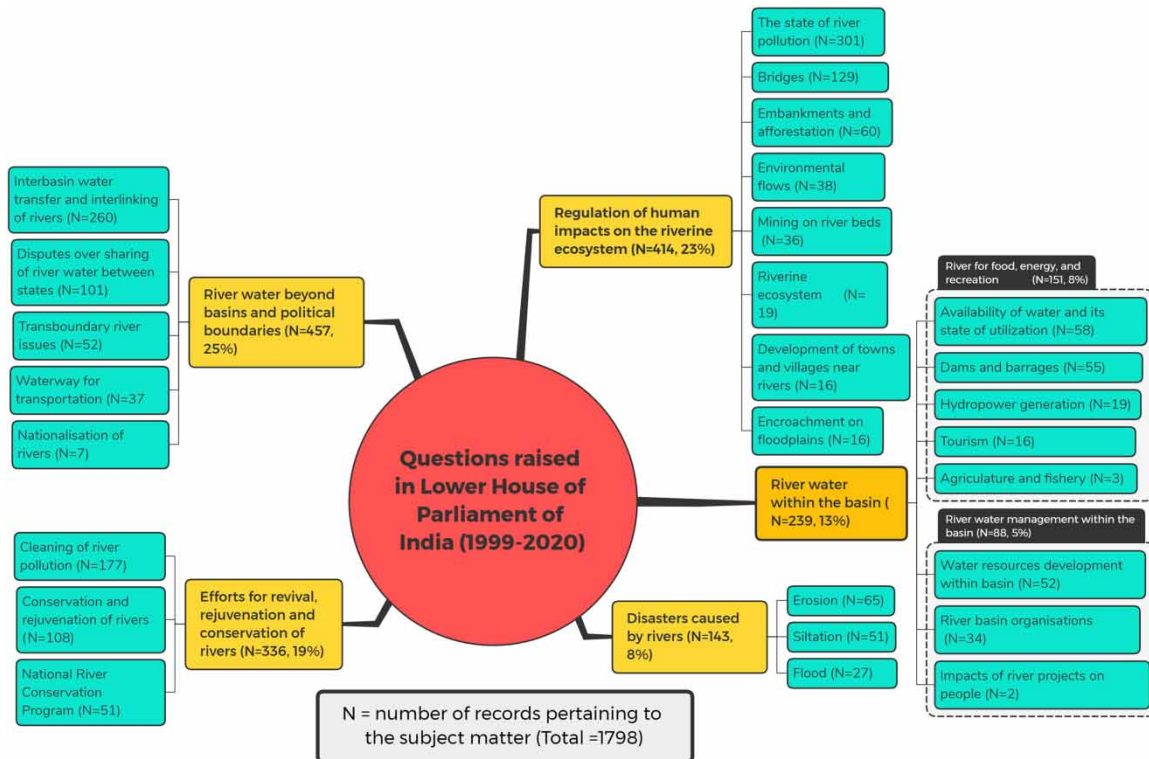 Questions raised
in Lower House of
Parliament of
India (1999-2020)
River water beyond
basins and political
boundaries (N=457,
25%)
Interbasin water
transfer and interlinking
of rivers (N=260)
Disputes over sharing
of river water between
states (N=101)
Transboundary river
issues (N=52)
Waterway for
transportation (N=37
Nationalisation of
rivers (N=7)
Efforts for revival,
rejuvenation and
conservation of
rivers (N=336, 19%)
Cleaning of river
pollution (N=177)
Conservation and
rejuvenation of rivers
(N=108)
National River
Conservation
Program (N=51)
Regulation of human
impacts on the riverine
ecosystem (N=414, 23%)
The state of river
pollution (N=301)
Bridges (N=129)
Embankments and
afforestation (N=60)
Environmental
flows (N=38)
Mining on river beds
(N=36)
Riverine
ecosystem (N=
19)
Development of towns
and villages near
rivers (N=16)
Encroachment on
floodplains (N=16)
River water
within the basin (
N=239, 13%)
River for food, energy, and
recreation (N=151, 8%)
Availability of water and its
state of utilization (N=58)
Dams and barrages (N=55)
Hydropower generation (N=19)
Tourism (N=16)
Agriculature and fishery (N=3)
River water management within the
basin (N=88, 5%)
Water resources development
within basin (N=52)
River basin organisations
(N=34)
Impacts of river projects on
people (N=2)
Disasters caused
by rivers (N=143,
8%)
Erosion (N=65)
Siltation (N=51)
Flood (N=27)
N = number of records pertaining to
the subject matter (Total =1798)